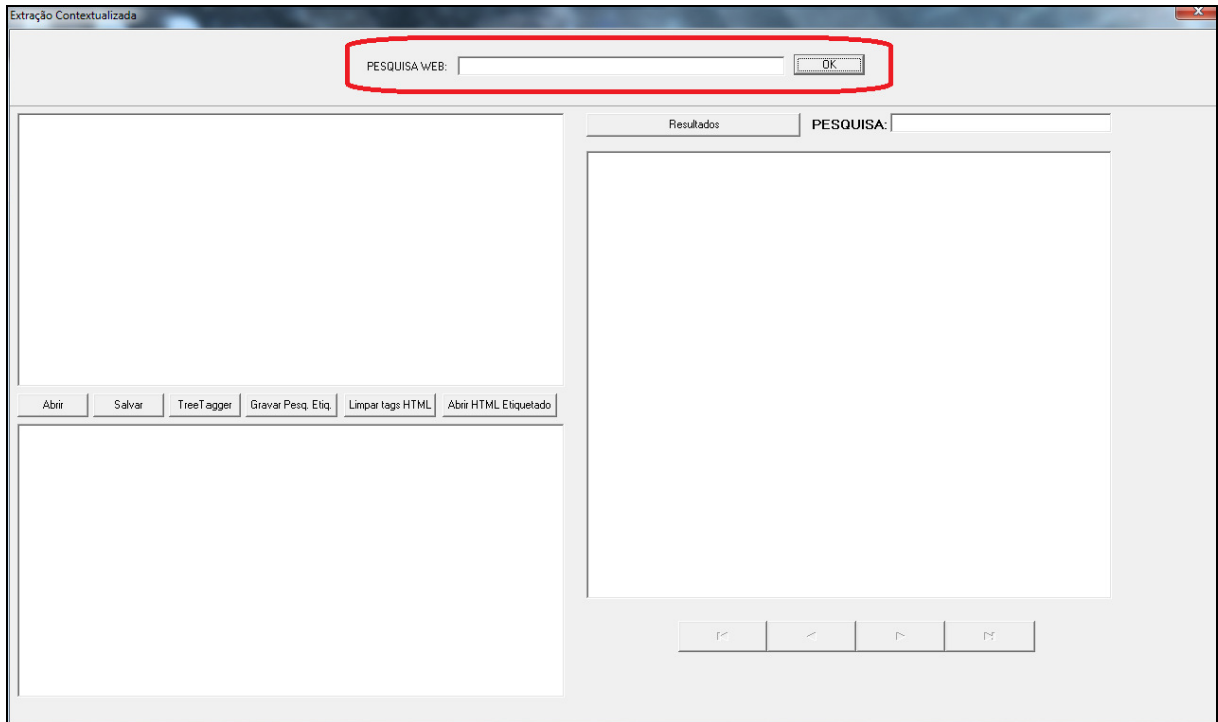 Extração Contextualizada
PESQUISA WEB: OK
Resultados PESQUISA:
Abrir Salvar TreeTagger Gravar Pesq. Etiq. Limpar tags HTML Abrir HTML Etiquetado